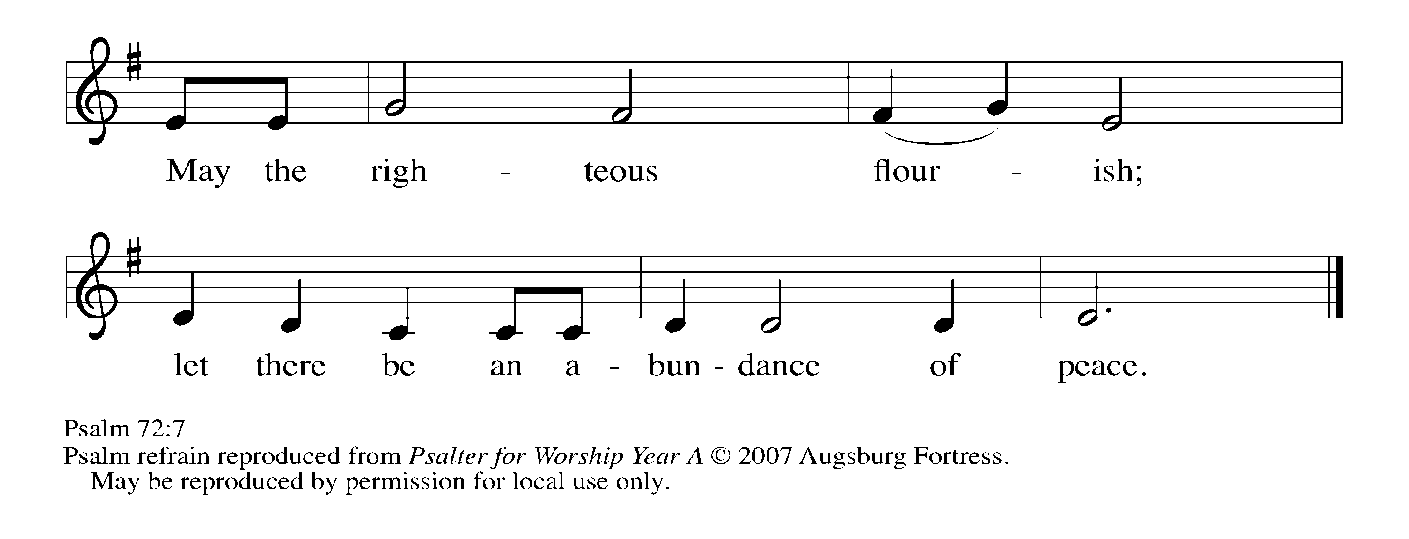 May the righ - teous flour - ish;
let there be an a - bun - dance of peace.
Psalm 72:7
Psalm refrain reproduced from Psalter for Worship Year A © 2007 Augsburg Fortress.
May be reproduced by permission for local use only.